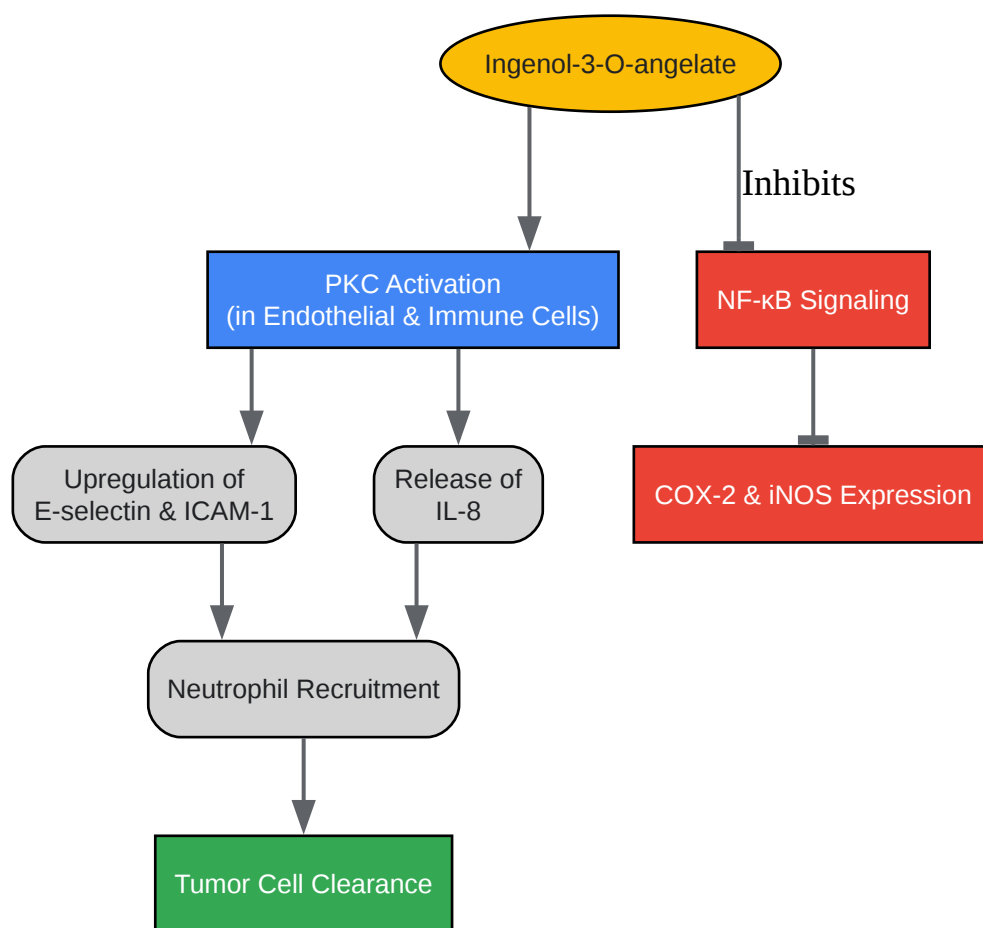 Ingenol-3-O-angelate
Inhibits
PKC Activation
(in Endothelial & Immune Cells)
NF-κB Signaling
Upregulation of
E-selectin & ICAM-1
Release of
IL-8
COX-2 & iNOS Expression
Neutrophil Recruitment
Tumor Cell Clearance